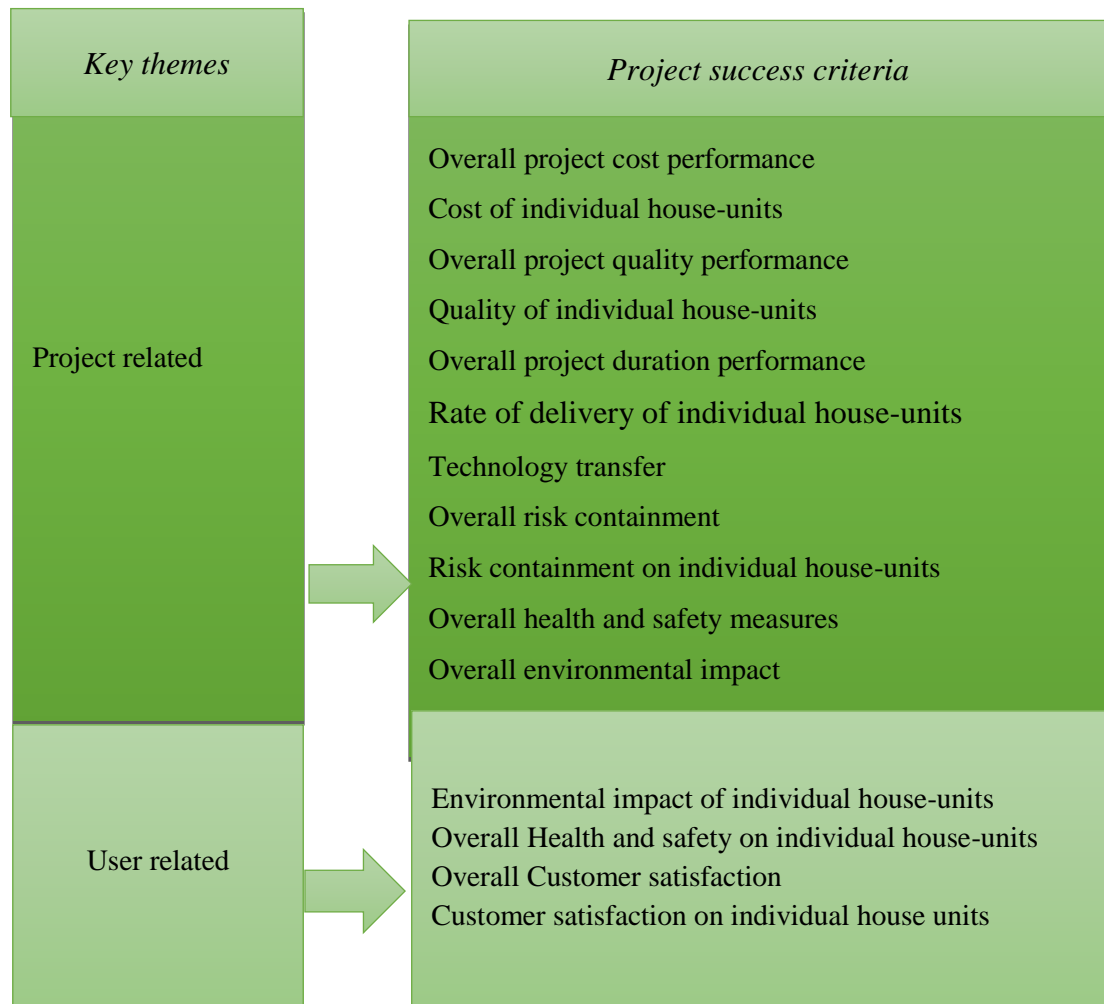 Key themes
Project success criteria
Project related
Overall project cost performance
Cost of individual house-units
Overall project quality performance
Quality of individual house-units
Overall project duration performance
Rate of delivery of individual house-units
Technology transfer
Overall risk containment
Risk containment on individual house-units
Overall health and safety measures
Overall environmental impact
User related
Environmental impact of individual house-units
Overall Health and safety on individual house-units
Overall Customer satisfaction
Customer satisfaction on individual house units